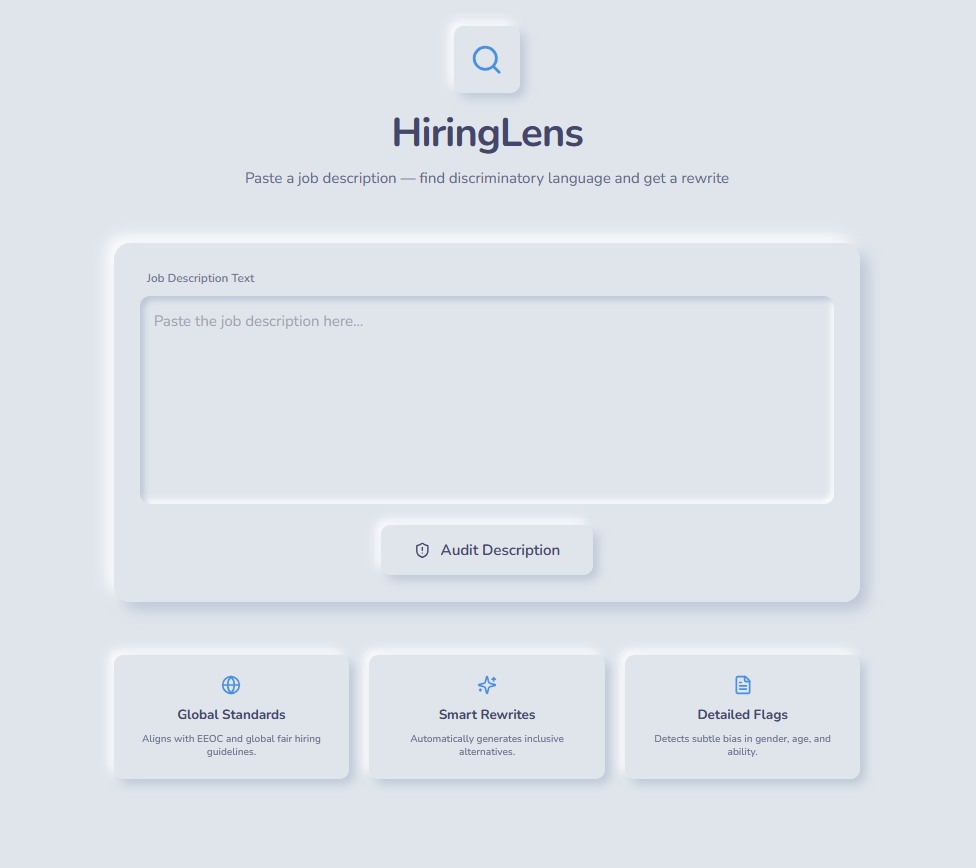 HiringLens
Paste a job description — find discriminatory language and get a rewrite
Job Description Text
Paste the job description here...
Audit Description
Global Standards
Aligns with EEOC and global fair hiring
guidelines.
Smart Rewrites
Automatically generates inclusive
alternatives.
Detailed Flags
Detects subtle bias in gender, age, and
ability.